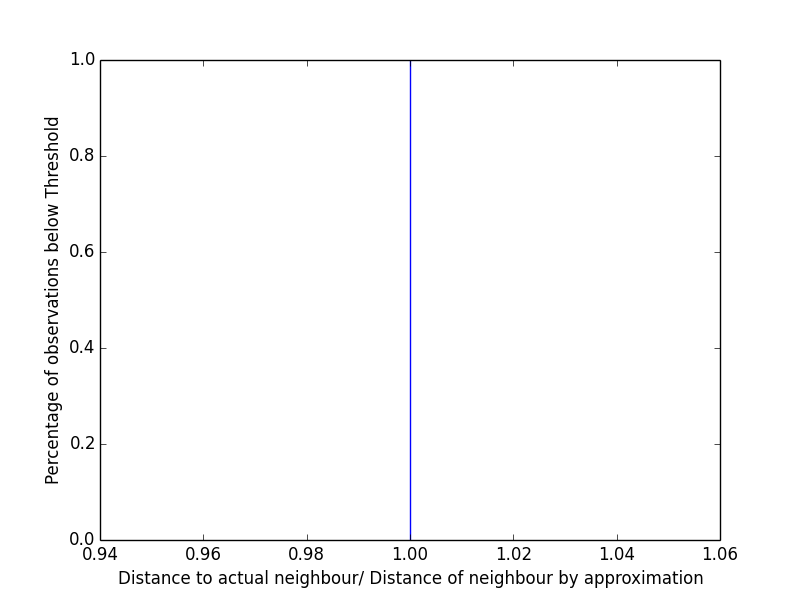 Percentage of observations below Threshold
1.0
0.8
0.6
0.4
0.2
0.0
0.94 0.96 0.98 1.00 1.02 1.04 1.06
Distance to actual neighbour/ Distance of neighbour by approximation